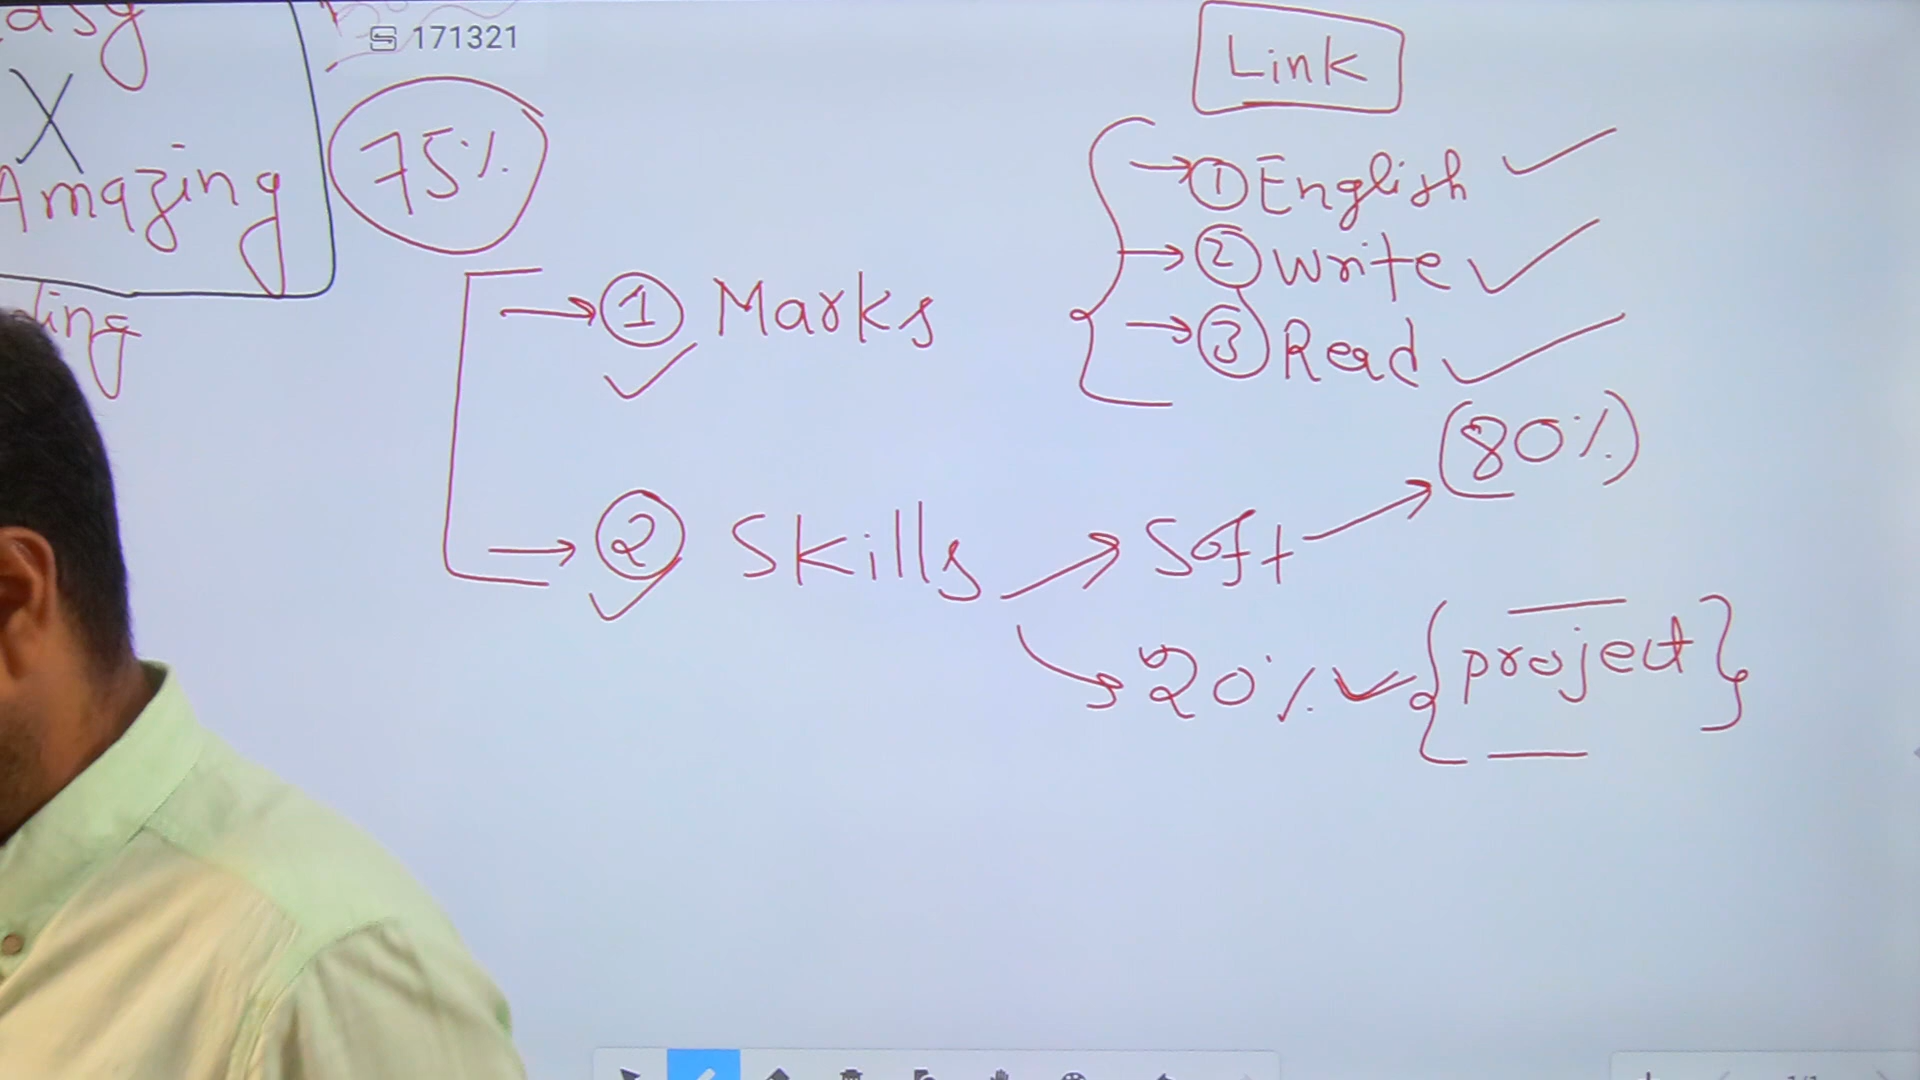 X
Amazing
171321
75%
① Marks
② Skills
Soft
(80%)
20% {project}
Link
① English
② Write
③ Read